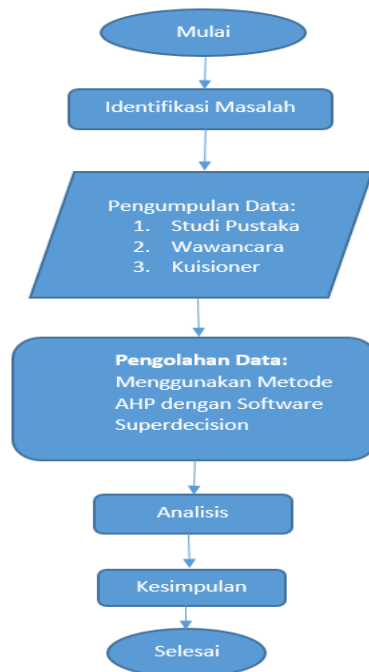 Mulai
Identifikasi Masalah
Pengumpulan Data:
1. Studi Pustaka
2. Wawancara
3. Kuisioner
Pengolahan Data:
Menggunakan Metode
AHP dengan Software
Superdecision
Analisis
Kesimpulan
Selesai